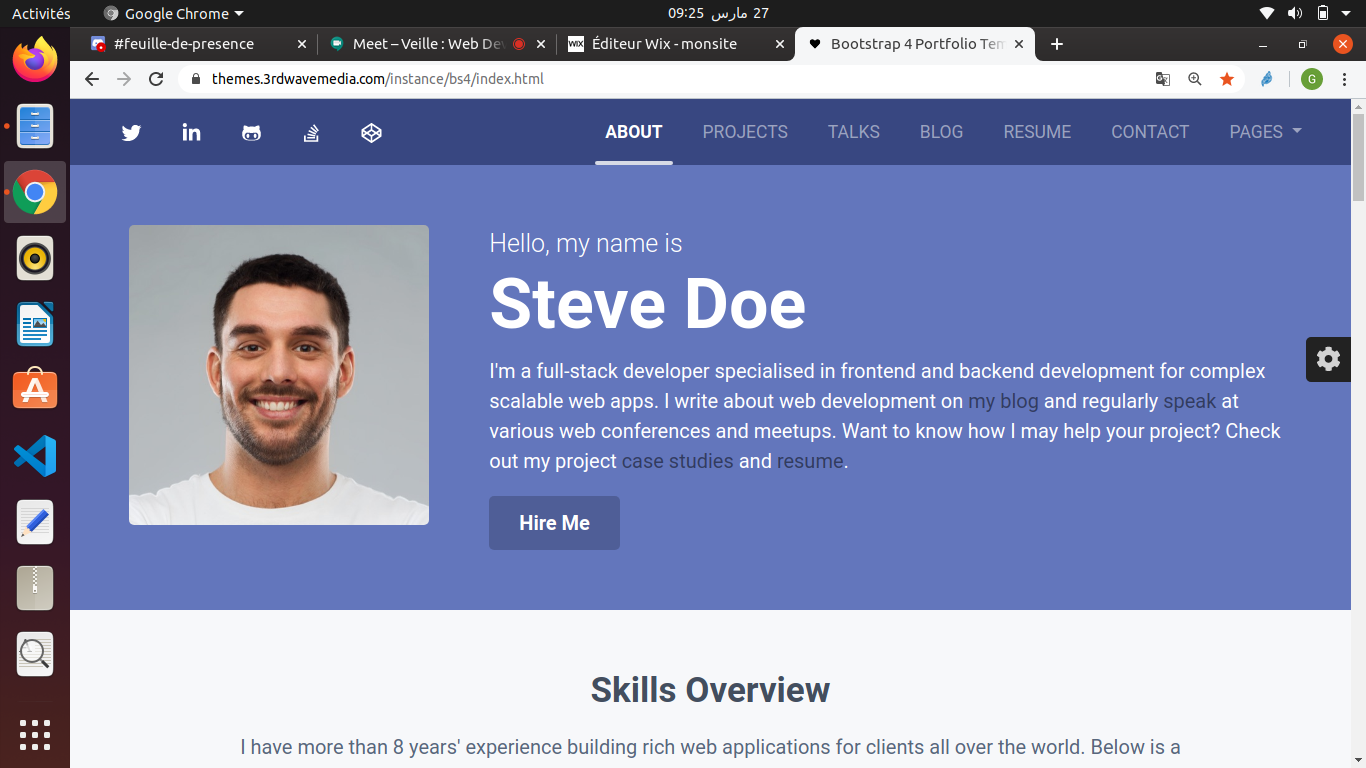 Activités
Google Chrome
27 مارس 09:25
#feuille-de-presence
Meet – Veille : Web De
Éditeur Wix - monsite
Bootstrap 4 Portfolio Tem
WIX
themes.3rdwavemedia.com/instance/bs4/index.html
G
ABOUT
PROJECTS
TALKS
BLOG
RESUME
CONTACT
PAGES
Hello, my name is
Steve Doe
I'm a full-stack developer specialised in frontend and backend development for complex
scalable web apps. I write about web development on my blog and regularly speak at
various web conferences and meetups. Want to know how I may help your project? Check
out my project case studies and resume.
Hire Me
Skills Overview
I have more than 8 years' experience building rich web applications for clients all over the world. Below is a